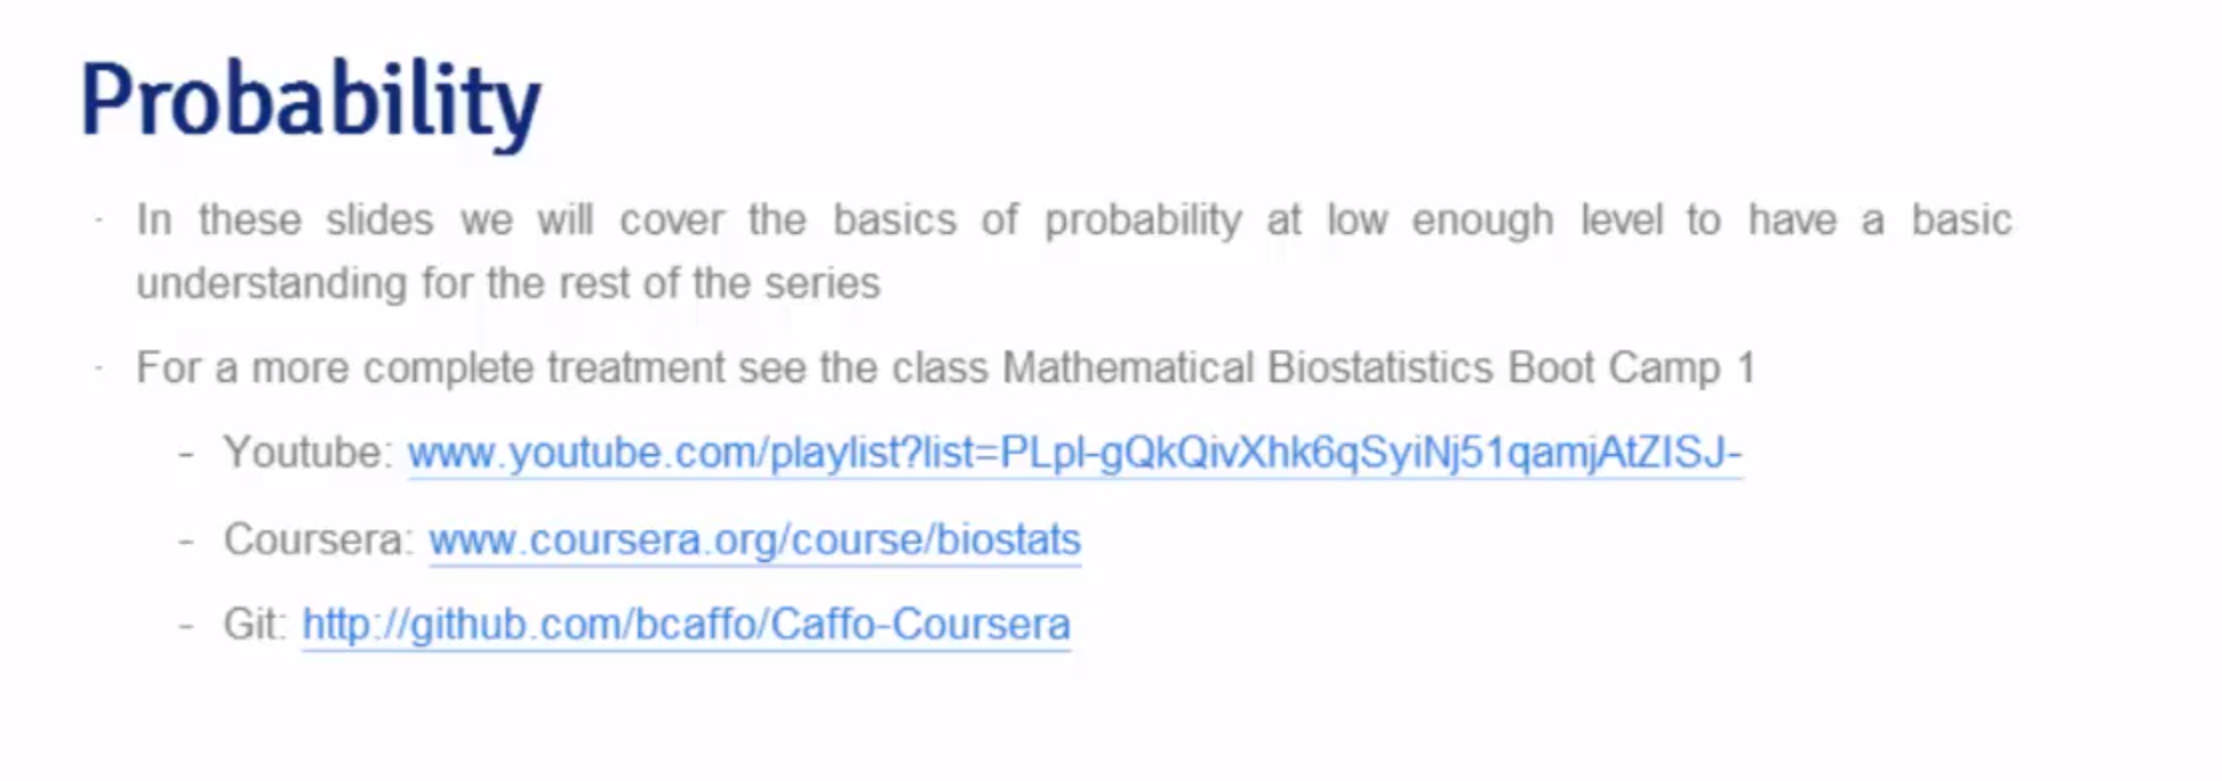 Probability
· In these slides we will cover the basics of probability at low enough level to have a basic
understanding for the rest of the series
· For a more complete treatment see the class Mathematical Biostatistics Boot Camp 1
- Youtube: www.youtube.com/playlist?list=PLpl-gQkQivXhk6qSyiNj51qamjAtZISJ-
- Coursera: www.coursera.org/course/biostats
- Git: http://github.com/bcaffo/Caffo-Coursera